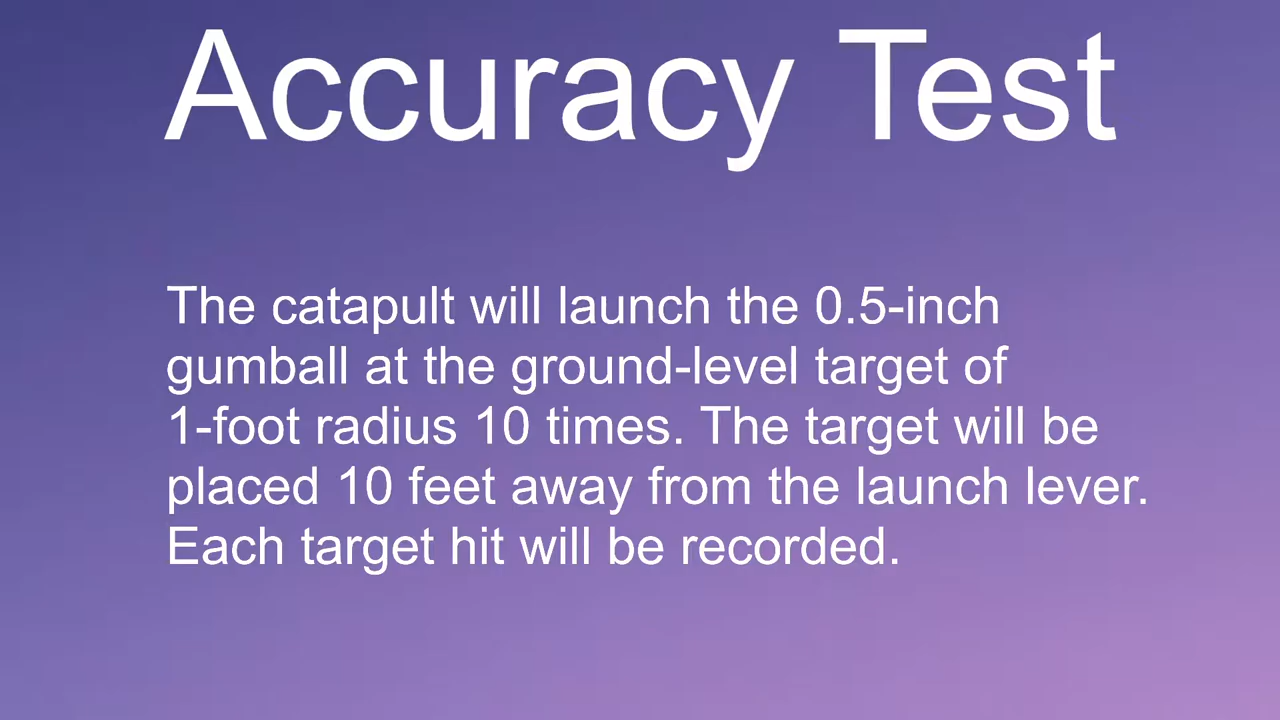 Accuracy Test
The catapult will launch the 0.5-inch
gumball at the ground-level target of
1-foot radius 10 times. The target will be
placed 10 feet away from the launch lever.
Each target hit will be recorded.